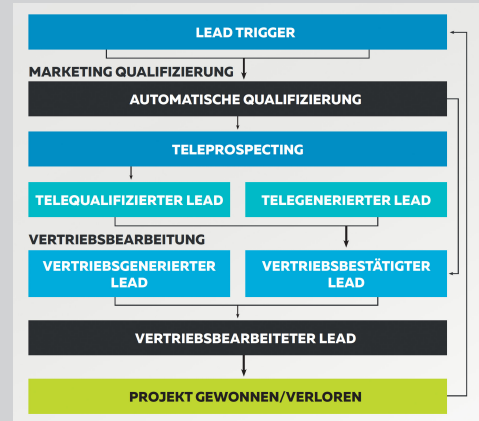 LEAD TRIGGER
MARKETING QUALIFIZIERUNG
AUTOMATISCHE QUALIFIZIERUNG
TELEPROSPECTING
TELEQUALIFIZIERTER LEAD
TELEGENERIERTER LEAD
VERTRIEBSBEARBEITUNG
VERTRIEBSGENERIERTER
LEAD
VERTRIEBSBESTÄTIGTER
LEAD
VERTRIEBSBEARBEITETER LEAD
PROJEKT GEWONNEN/VERLOREN